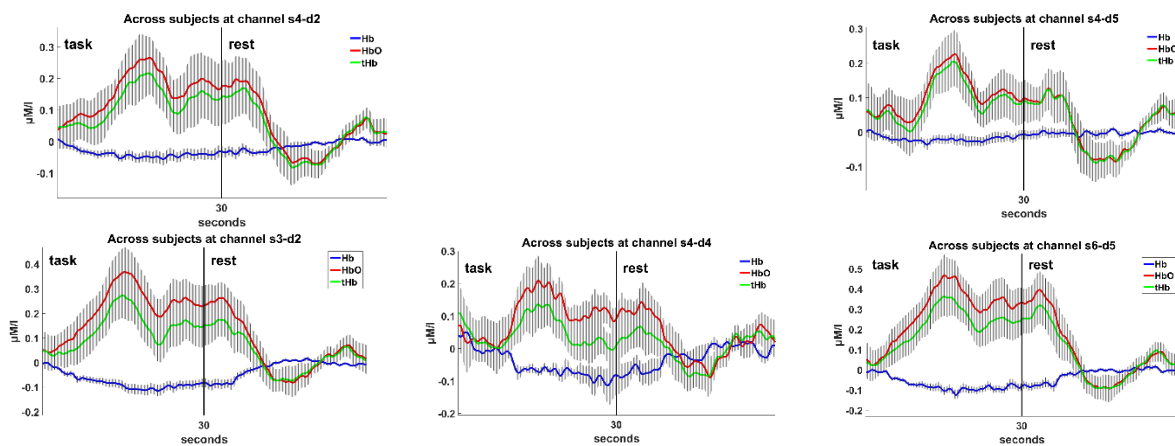 Across subjects at channel s4-d2
task
rest
Hb
HbO
tHb
0.3
0.2
0.1
0
-0.1
µM/l
30
seconds
Across subjects at channel s4-d5
task
rest
Hb
HbO
tHb
0.3
0.2
0.1
0
-0.1
µM/l
30
seconds
Across subjects at channel s3-d2
task
rest
Hb
HbO
tHb
0.4
0.3
0.2
0.1
0
-0.1
-0.2
µM/l
30
seconds
Across subjects at channel s4-d4
task
rest
Hb
HbO
tHb
0.3
0.2
0.1
0
-0.1
-0.2
µM/l
30
seconds
Across subjects at channel s6-d5
task
rest
Hb
HbO
tHb
0.5
0.4
0.3
0.2
0.1
0
-0.1
-0.2
µM/l
30
seconds